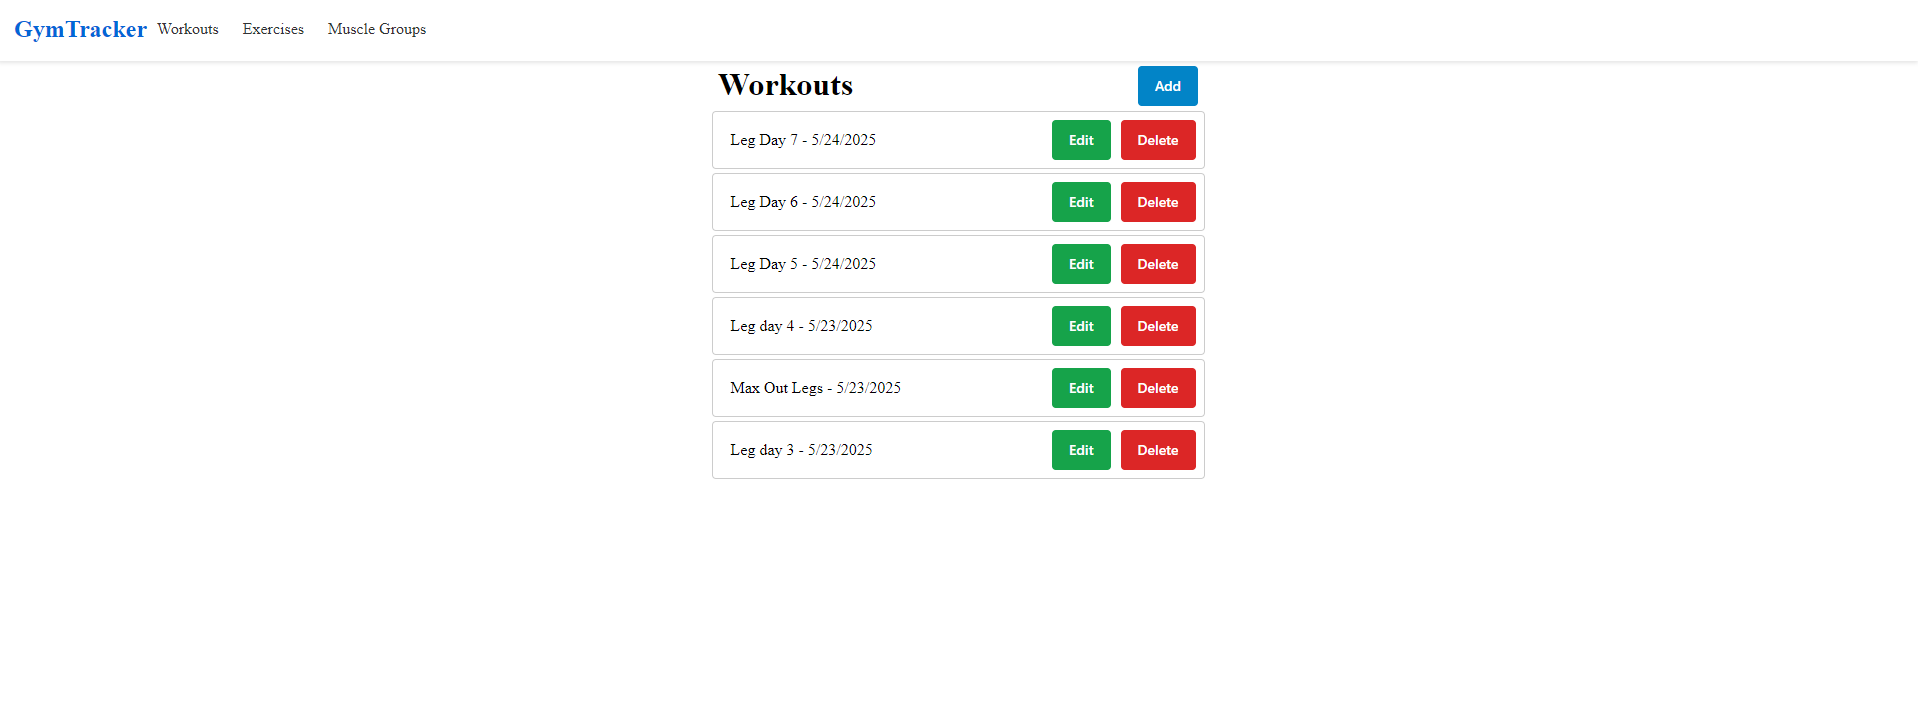 GymTracker Workouts Exercises Muscle Groups
Workouts Add
Leg Day 7 - 5/24/2025 Edit Delete
Leg Day 6 - 5/24/2025 Edit Delete
Leg Day 5 - 5/24/2025 Edit Delete
Leg day 4 - 5/23/2025 Edit Delete
Max Out Legs - 5/23/2025 Edit Delete
Leg day 3 - 5/23/2025 Edit Delete